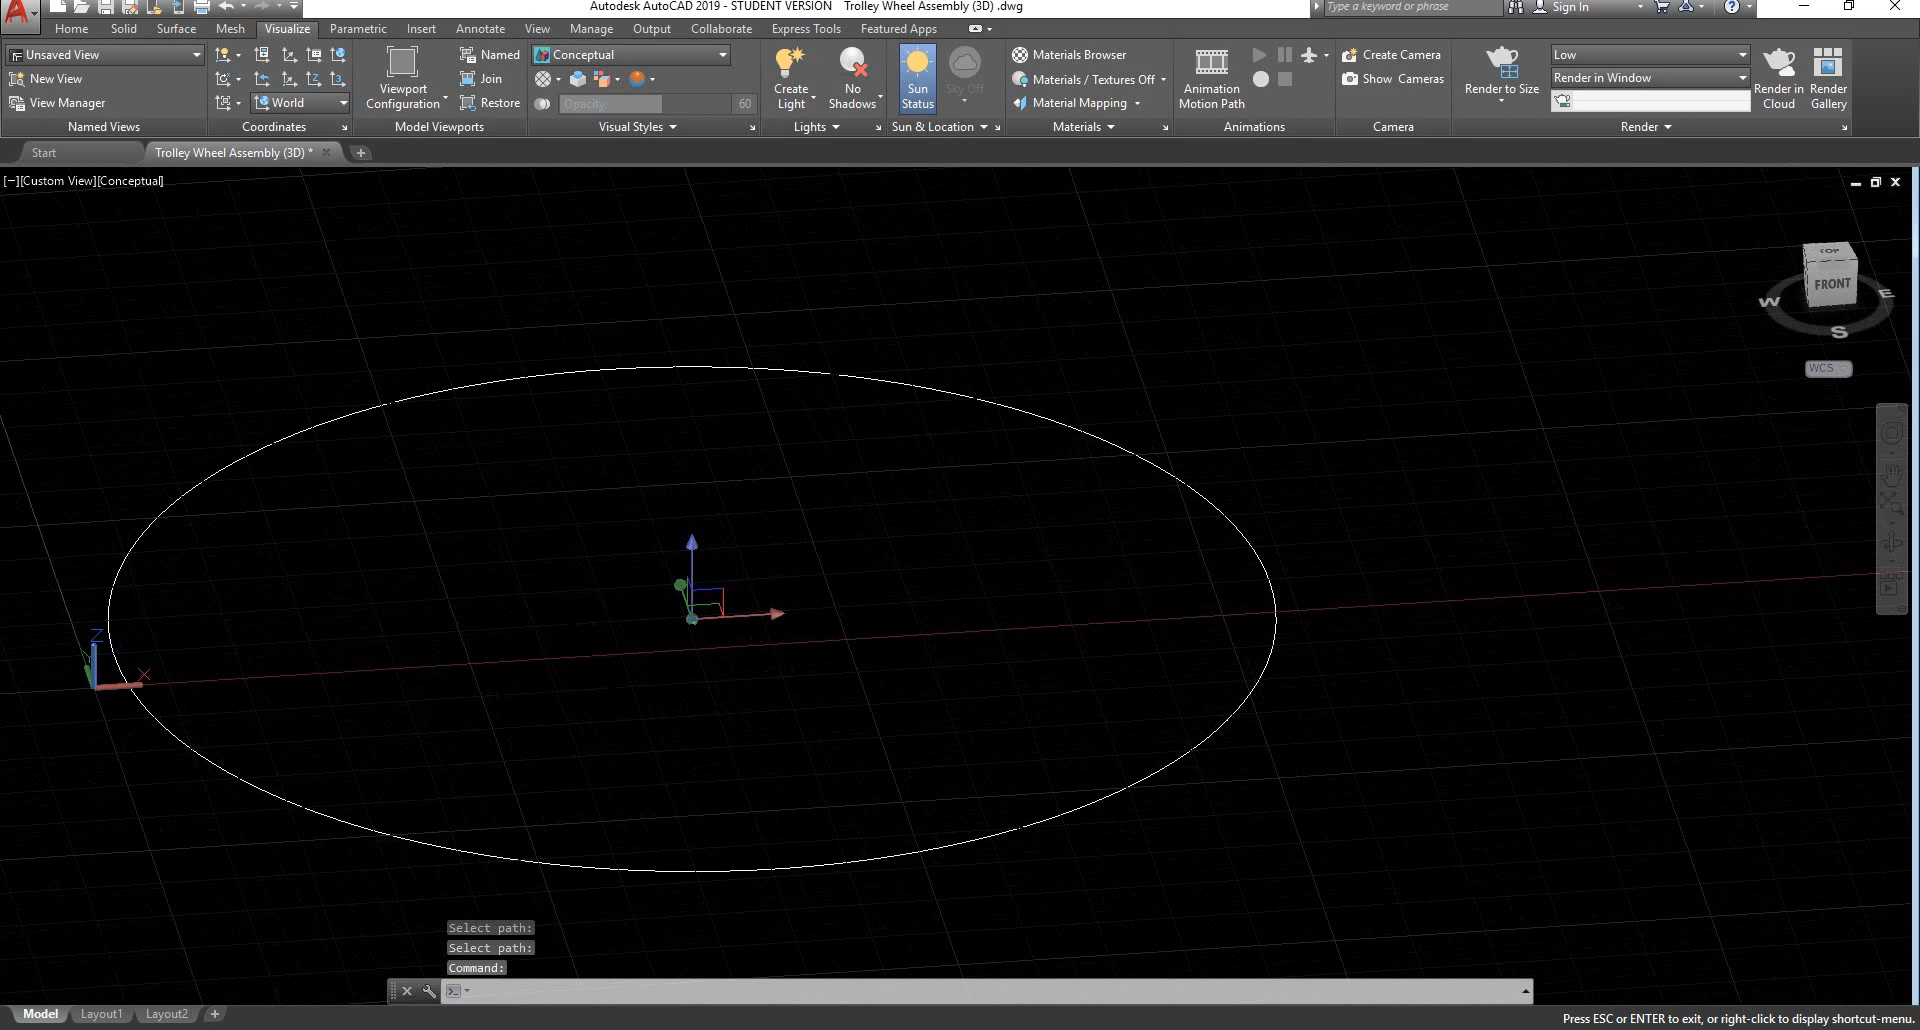 Autodesk AutoCAD 2019 - STUDENT VERSION Trolley Wheel Assembly (3D) .dwg
Type a keyword or phrase
Sign In
Home Solid Surface Mesh Visualize Parametric Insert Annotate View Manage Output Collaborate Express Tools Featured Apps
Unsaved View
New View
View Manager
Named Views
World
Coordinates
Viewport
Configuration
Named
Join
Restore
Model Viewports
Conceptual
Opacity 60
Visual Styles
Create
Light
No
Shadows
Lights
Sun
Status
Sky Off
Sun & Location
Materials Browser
Materials / Textures Off
Material Mapping
Materials
Animation
Motion Path
Animations
Create Camera
Show Cameras
Camera
Render to Size
Low
Render in Window
Render in
Cloud
Render
Gallery
Render
Start
Trolley Wheel Assembly (3D) *
[−][Custom View][Conceptual]
TOP
FRONT
W
E
S
WCS
Z
X
Select path:
Select path:
Command:
Model Layout1 Layout2
Press ESC or ENTER to exit, or right-click to display shortcut-menu.